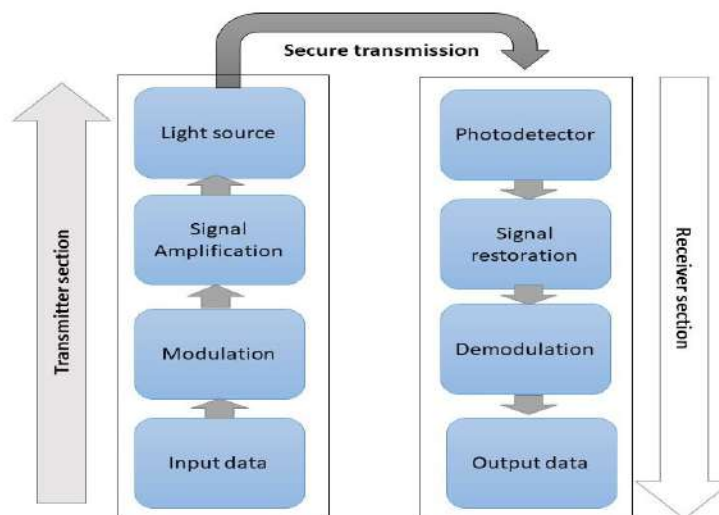 Secure transmission
Transmitter section
Light source
Signal
Amplification
Modulation
Input data
Photodetector
Signal
restoration
Demodulation
Output data
Receiver section